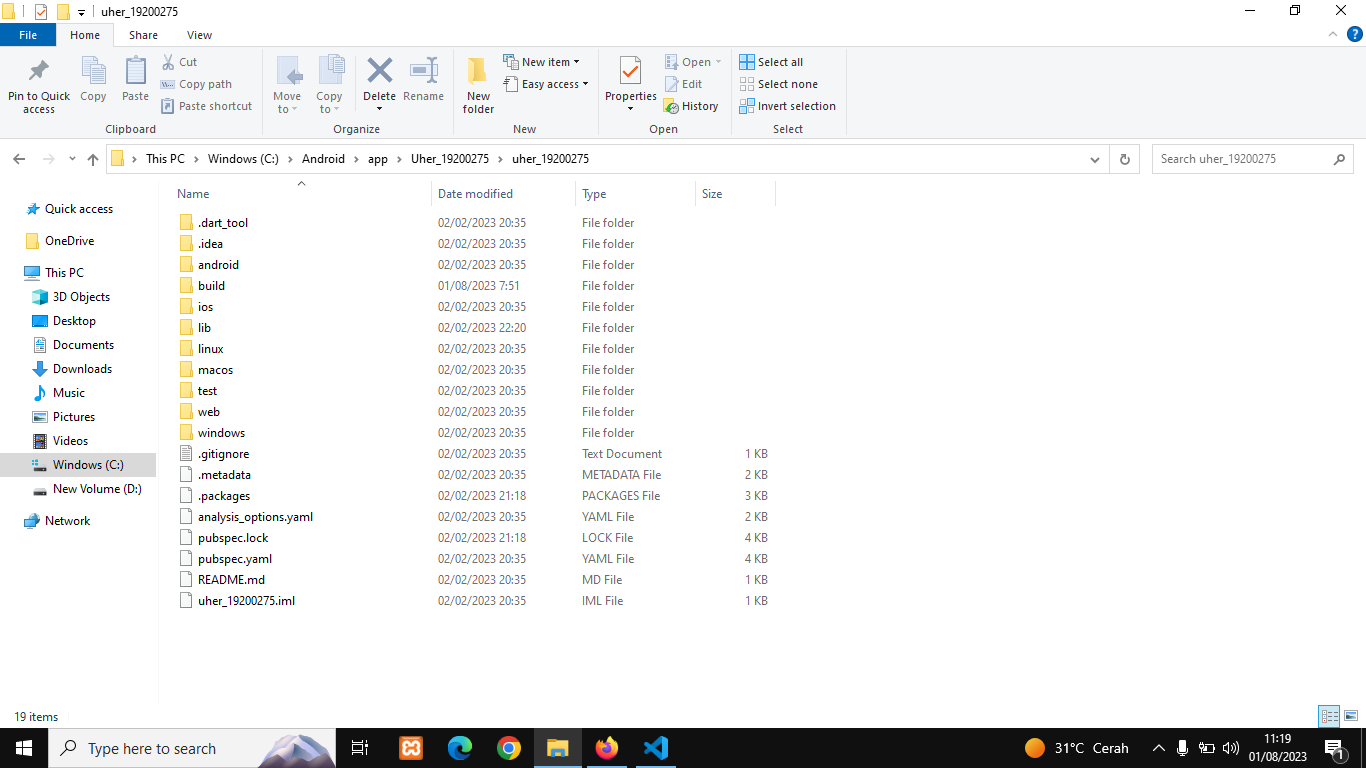 uher_19200275
File Home Share View
Pin to Quick access
Copy
Paste
Cut
Copy path
Paste shortcut
Clipboard
Move to
Copy to
Delete
Rename
Organize
New folder
New item
Easy access
New
Properties
Open
Edit
History
Open
Select all
Select none
Invert selection
Select
This PC > Windows (C:) > Android > app > Uher_19200275 > uher_19200275
Search uher_19200275
Quick access
OneDrive
This PC
3D Objects
Desktop
Documents
Downloads
Music
Pictures
Videos
Windows (C:)
New Volume (D:)
Network
Name Date modified Type Size
.dart_tool 02/02/2023 20:35 File folder
.idea 02/02/2023 20:35 File folder
android 02/02/2023 20:35 File folder
build 01/08/2023 7:51 File folder
ios 02/02/2023 20:35 File folder
lib 02/02/2023 22:20 File folder
linux 02/02/2023 20:35 File folder
macos 02/02/2023 20:35 File folder
test 02/02/2023 20:35 File folder
web 02/02/2023 20:35 File folder
windows 02/02/2023 20:35 File folder
.gitignore 02/02/2023 20:35 Text Document 1 KB
.metadata 02/02/2023 20:35 METADATA File 2 KB
.packages 02/02/2023 21:18 PACKAGES File 3 KB
analysis_options.yaml 02/02/2023 20:35 YAML File 2 KB
pubspec.lock 02/02/2023 21:18 LOCK File 4 KB
pubspec.yaml 02/02/2023 20:35 YAML File 4 KB
README.md 02/02/2023 20:35 MD File 1 KB
uher_19200275.iml 02/02/2023 20:35 IML File 1 KB
19 items
Type here to search
31°C Cerah
11:19
01/08/2023
1